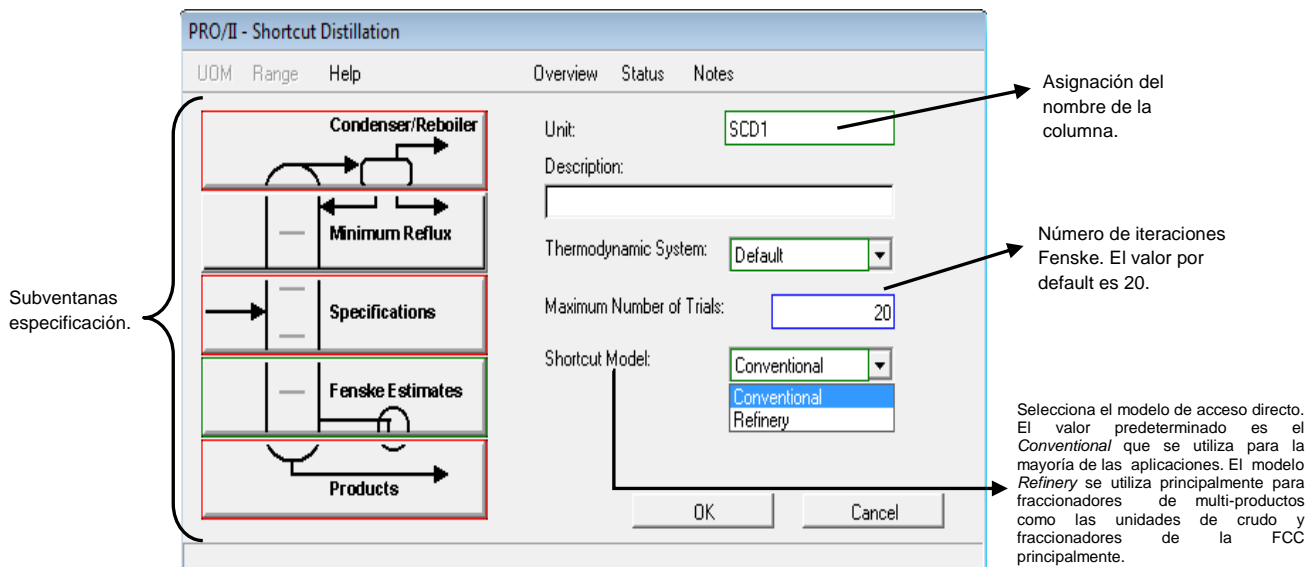 PRO/II - Shortcut Distillation
UOM Range Help Overview Status Notes
Condenser/Reboiler
Minimum Reflux
Specifications
Fenske Estimates
Products
Unit: SCD1
Description:
Thermodynamic System: Default
Maximum Number of Trials: 20
Shortcut Model: Conventional
Conventional
Refinery
OK Cancel
Subventanas
especificación.
Asignación del
nombre de la
columna.
Número de iteraciones
Fenske. El valor por
default es 20.
Selecciona el modelo de acceso directo.
El valor predeterminado es el
Conventional que se utiliza para la
mayoría de las aplicaciones. El modelo
Refinery se utiliza principalmente para
fraccionadores de multi-productos
como las unidades de crudo y
fraccionadores de la FCC
principalmente.